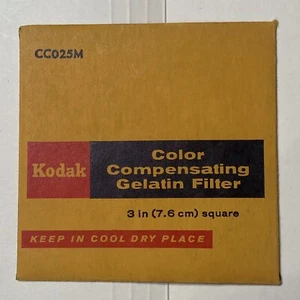 CC025M
Kodak
Color
Compensating
Gelatin Filter
3 in (7.6 cm) square
KEEP IN COOL DRY PLACE